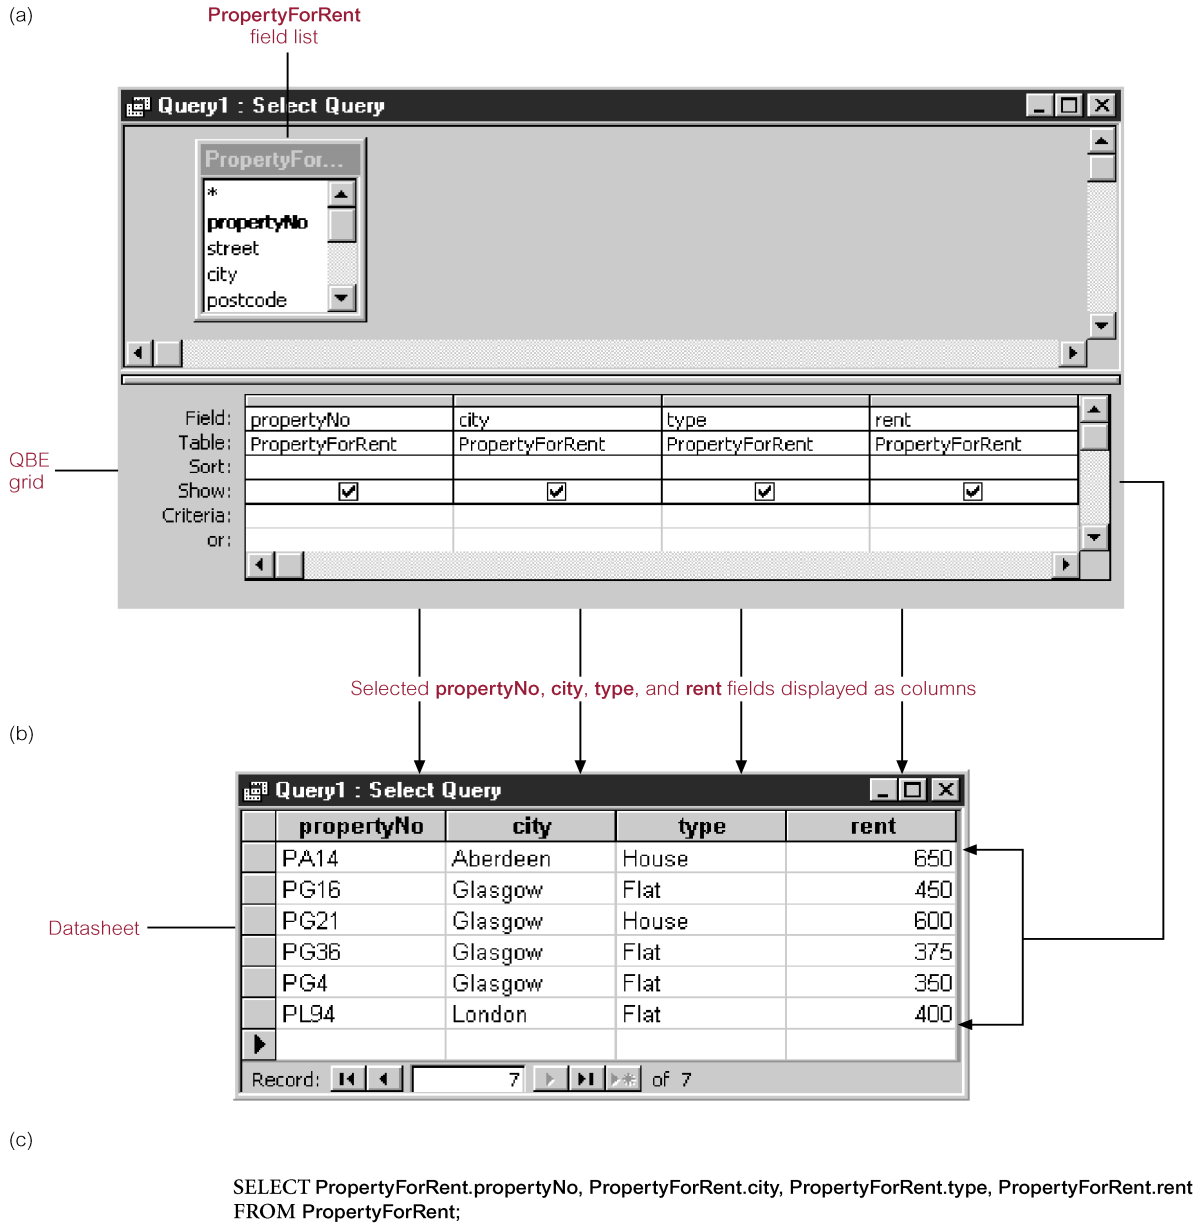 (a)
PropertyForRent
field list
Query1 : Select Query
PropertyFor...
*
propertyNo
street
city
postcode
QBE
grid
Field: propertyNo city type rent
Table: PropertyForRent PropertyForRent PropertyForRent PropertyForRent
Sort:
Show:
Criteria:
or:
Selected propertyNo, city, type, and rent fields displayed as columns
(b)
Query1 : Select Query
propertyNo city type rent
PA14 Aberdeen House 650
PG16 Glasgow Flat 450
PG21 Glasgow House 600
PG36 Glasgow Flat 375
PG4 Glasgow Flat 350
PL94 London Flat 400
Datasheet
Record: 7 of 7
(c)
SELECT PropertyForRent.propertyNo, PropertyForRent.city, PropertyForRent.type, PropertyForRent.rent
FROM PropertyForRent;